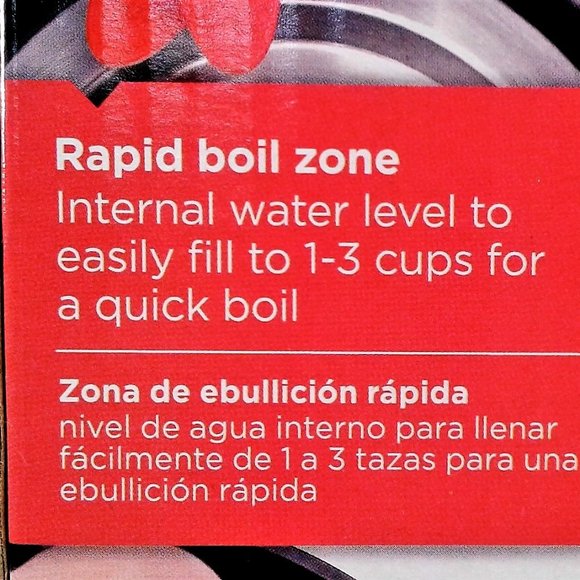 Rapid boil zone
Internal water level to
easily fill to 1-3 cups for
a quick boil
Zona de ebullición rápida
nivel de agua interno para llenar
fácilmente de 1 a 3 tazas para una
ebullición rápida